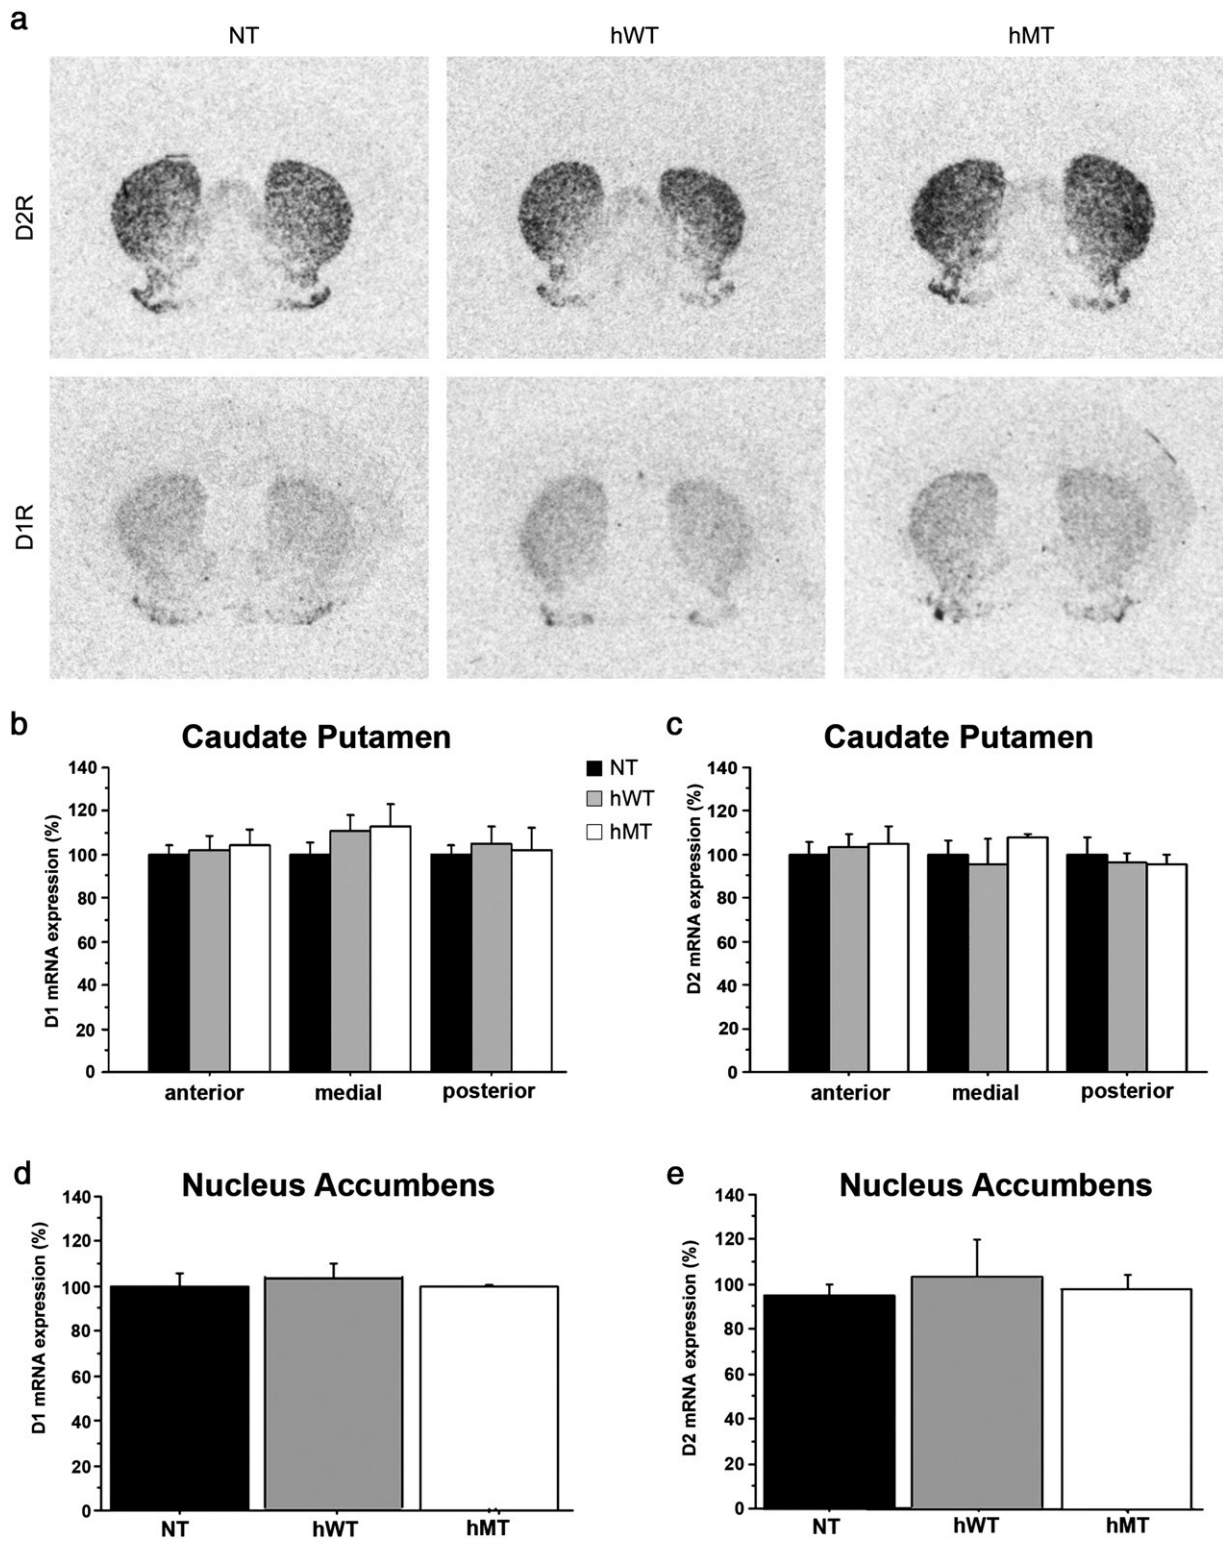 a
NT hWT hMT
D2R
D1R
b Caudate Putamen
D1 mRNA expression (%)
140
120
100
80
60
40
20
0
anterior medial posterior
NT
hWT
hMT
c Caudate Putamen
D2 mRNA expression (%)
140
120
100
80
60
40
20
0
anterior medial posterior
d Nucleus Accumbens
D1 mRNA expression (%)
140
120
100
80
60
40
20
0
NT hWT hMT
e Nucleus Accumbens
D2 mRNA expression (%)
140
120
100
80
60
40
20
0
NT hWT hMT